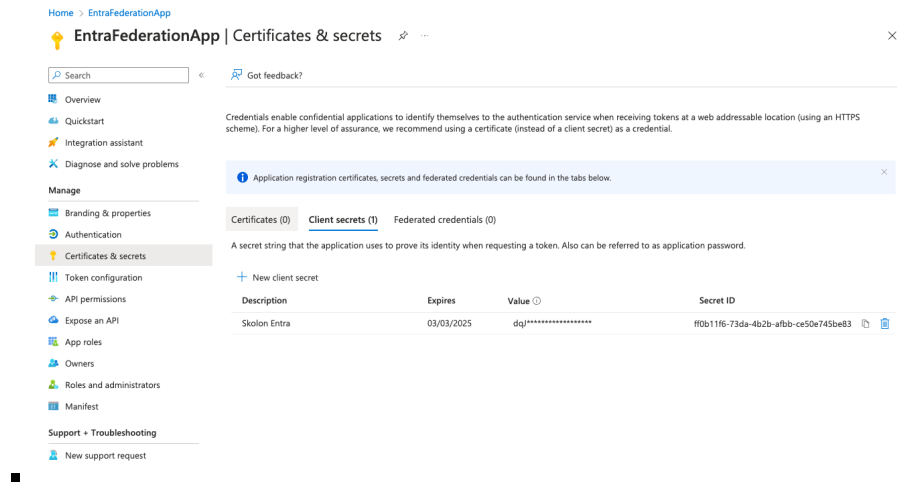 Home > EntraFederationApp
EntraFederationApp | Certificates & secrets
Search
Got feedback?
Overview
Quickstart
Integration assistant
Diagnose and solve problems
Manage
Branding & properties
Authentication
Certificates & secrets
Token configuration
API permissions
Expose an API
App roles
Owners
Roles and administrators
Manifest
Support + Troubleshooting
New support request
Credentials enable confidential applications to identify themselves to the authentication service when receiving tokens at a web addressable location (using an HTTPS
scheme). For a higher level of assurance, we recommend using a certificate (instead of a client secret) as a credential.
Application registration certificates, secrets and federated credentials can be found in the tabs below.
Certificates (0) Client secrets (1) Federated credentials (0)
A secret string that the application uses to prove its identity when requesting a token. Also can be referred to as application password.
New client secret
Description Expires Value Secret ID
Skolon Entra 03/03/2025 dqJ****************** ff0b11f6-73da-4b2b-afbb-ce50e745be83